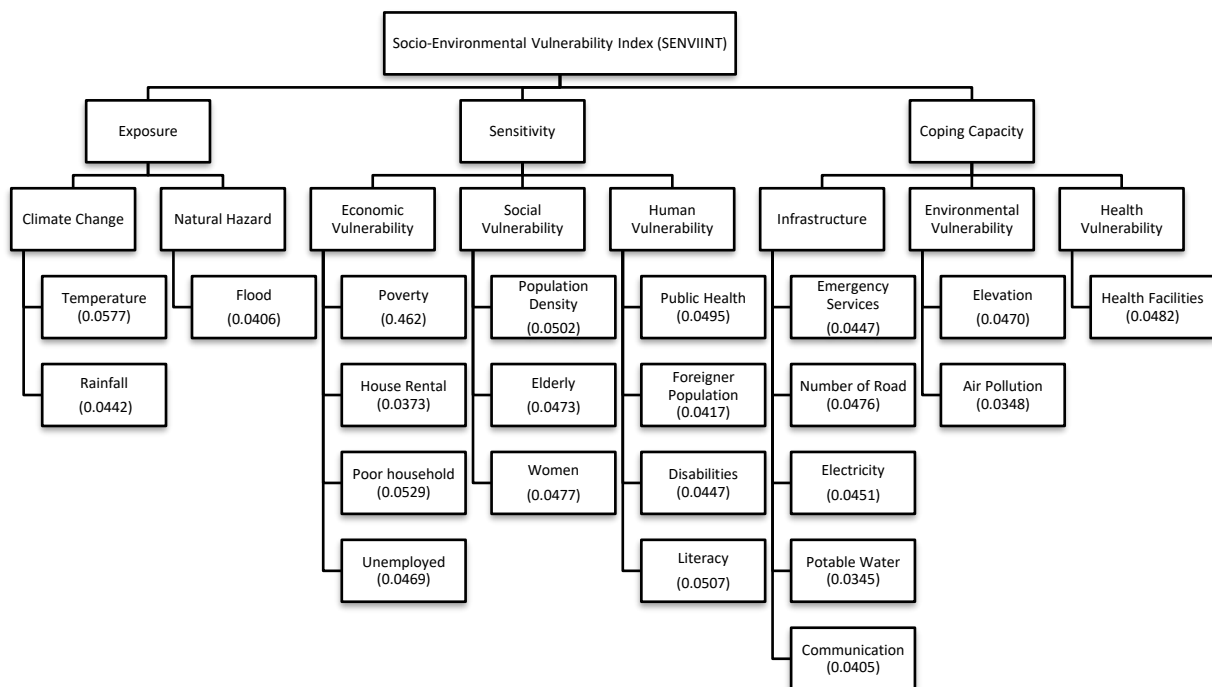 Socio-Environmental Vulnerability Index (SENVIINT)
Exposure
Sensitivity
Coping Capacity
Climate Change
Natural Hazard
Economic
Vulnerability
Social
Vulnerability
Human
Vulnerability
Infrastructure
Environmental
Vulnerability
Health
Vulnerability
Temperature
(0.0577)
Rainfall
(0.0442)
Flood
(0.0406)
Poverty
(0.462)
House Rental
(0.0373)
Poor household
(0.0529)
Unemployed
(0.0469)
Population
Density
(0.0502)
Elderly
(0.0473)
Women
(0.0477)
Public Health
(0.0495)
Foreigner
Population
(0.0417)
Disabilities
(0.0447)
Literacy
(0.0507)
Emergency
Services
(0.0447)
Number of Road
(0.0476)
Electricity
(0.0451)
Potable Water
(0.0345)
Communication
(0.0405)
Elevation
(0.0470)
Air Pollution
(0.0348)
Health Facilities
(0.0482)